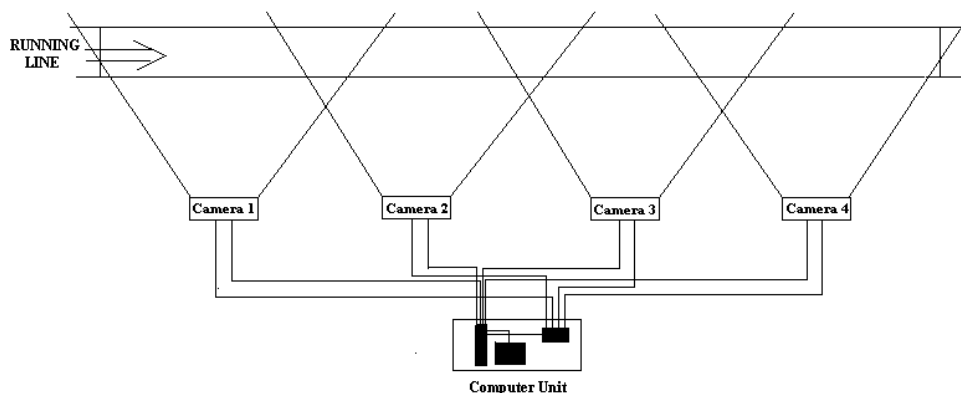 RUNNING
LINE
Camera 1
Camera 2
Camera 3
Camera 4
Computer Unit